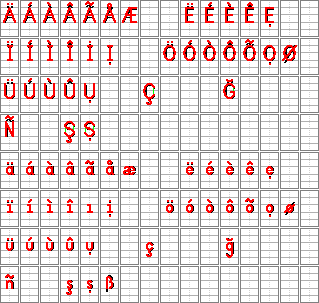 Ä Á À Â Ã Å Æ Ë É È Ê Ẹ
Ï Í Ì Î İ Ị Ö Ó Ò Ô Õ Ọ Ø
Ü Ú Ù Û Ụ Ç Ğ
Ñ Ş Ṣ
ä á à â ã å æ ë é è ê ẹ
ï í ì î ı ị ö ó ò ô õ ọ ø
ü ú ù û ụ ç ğ
ñ ş ṣ ß